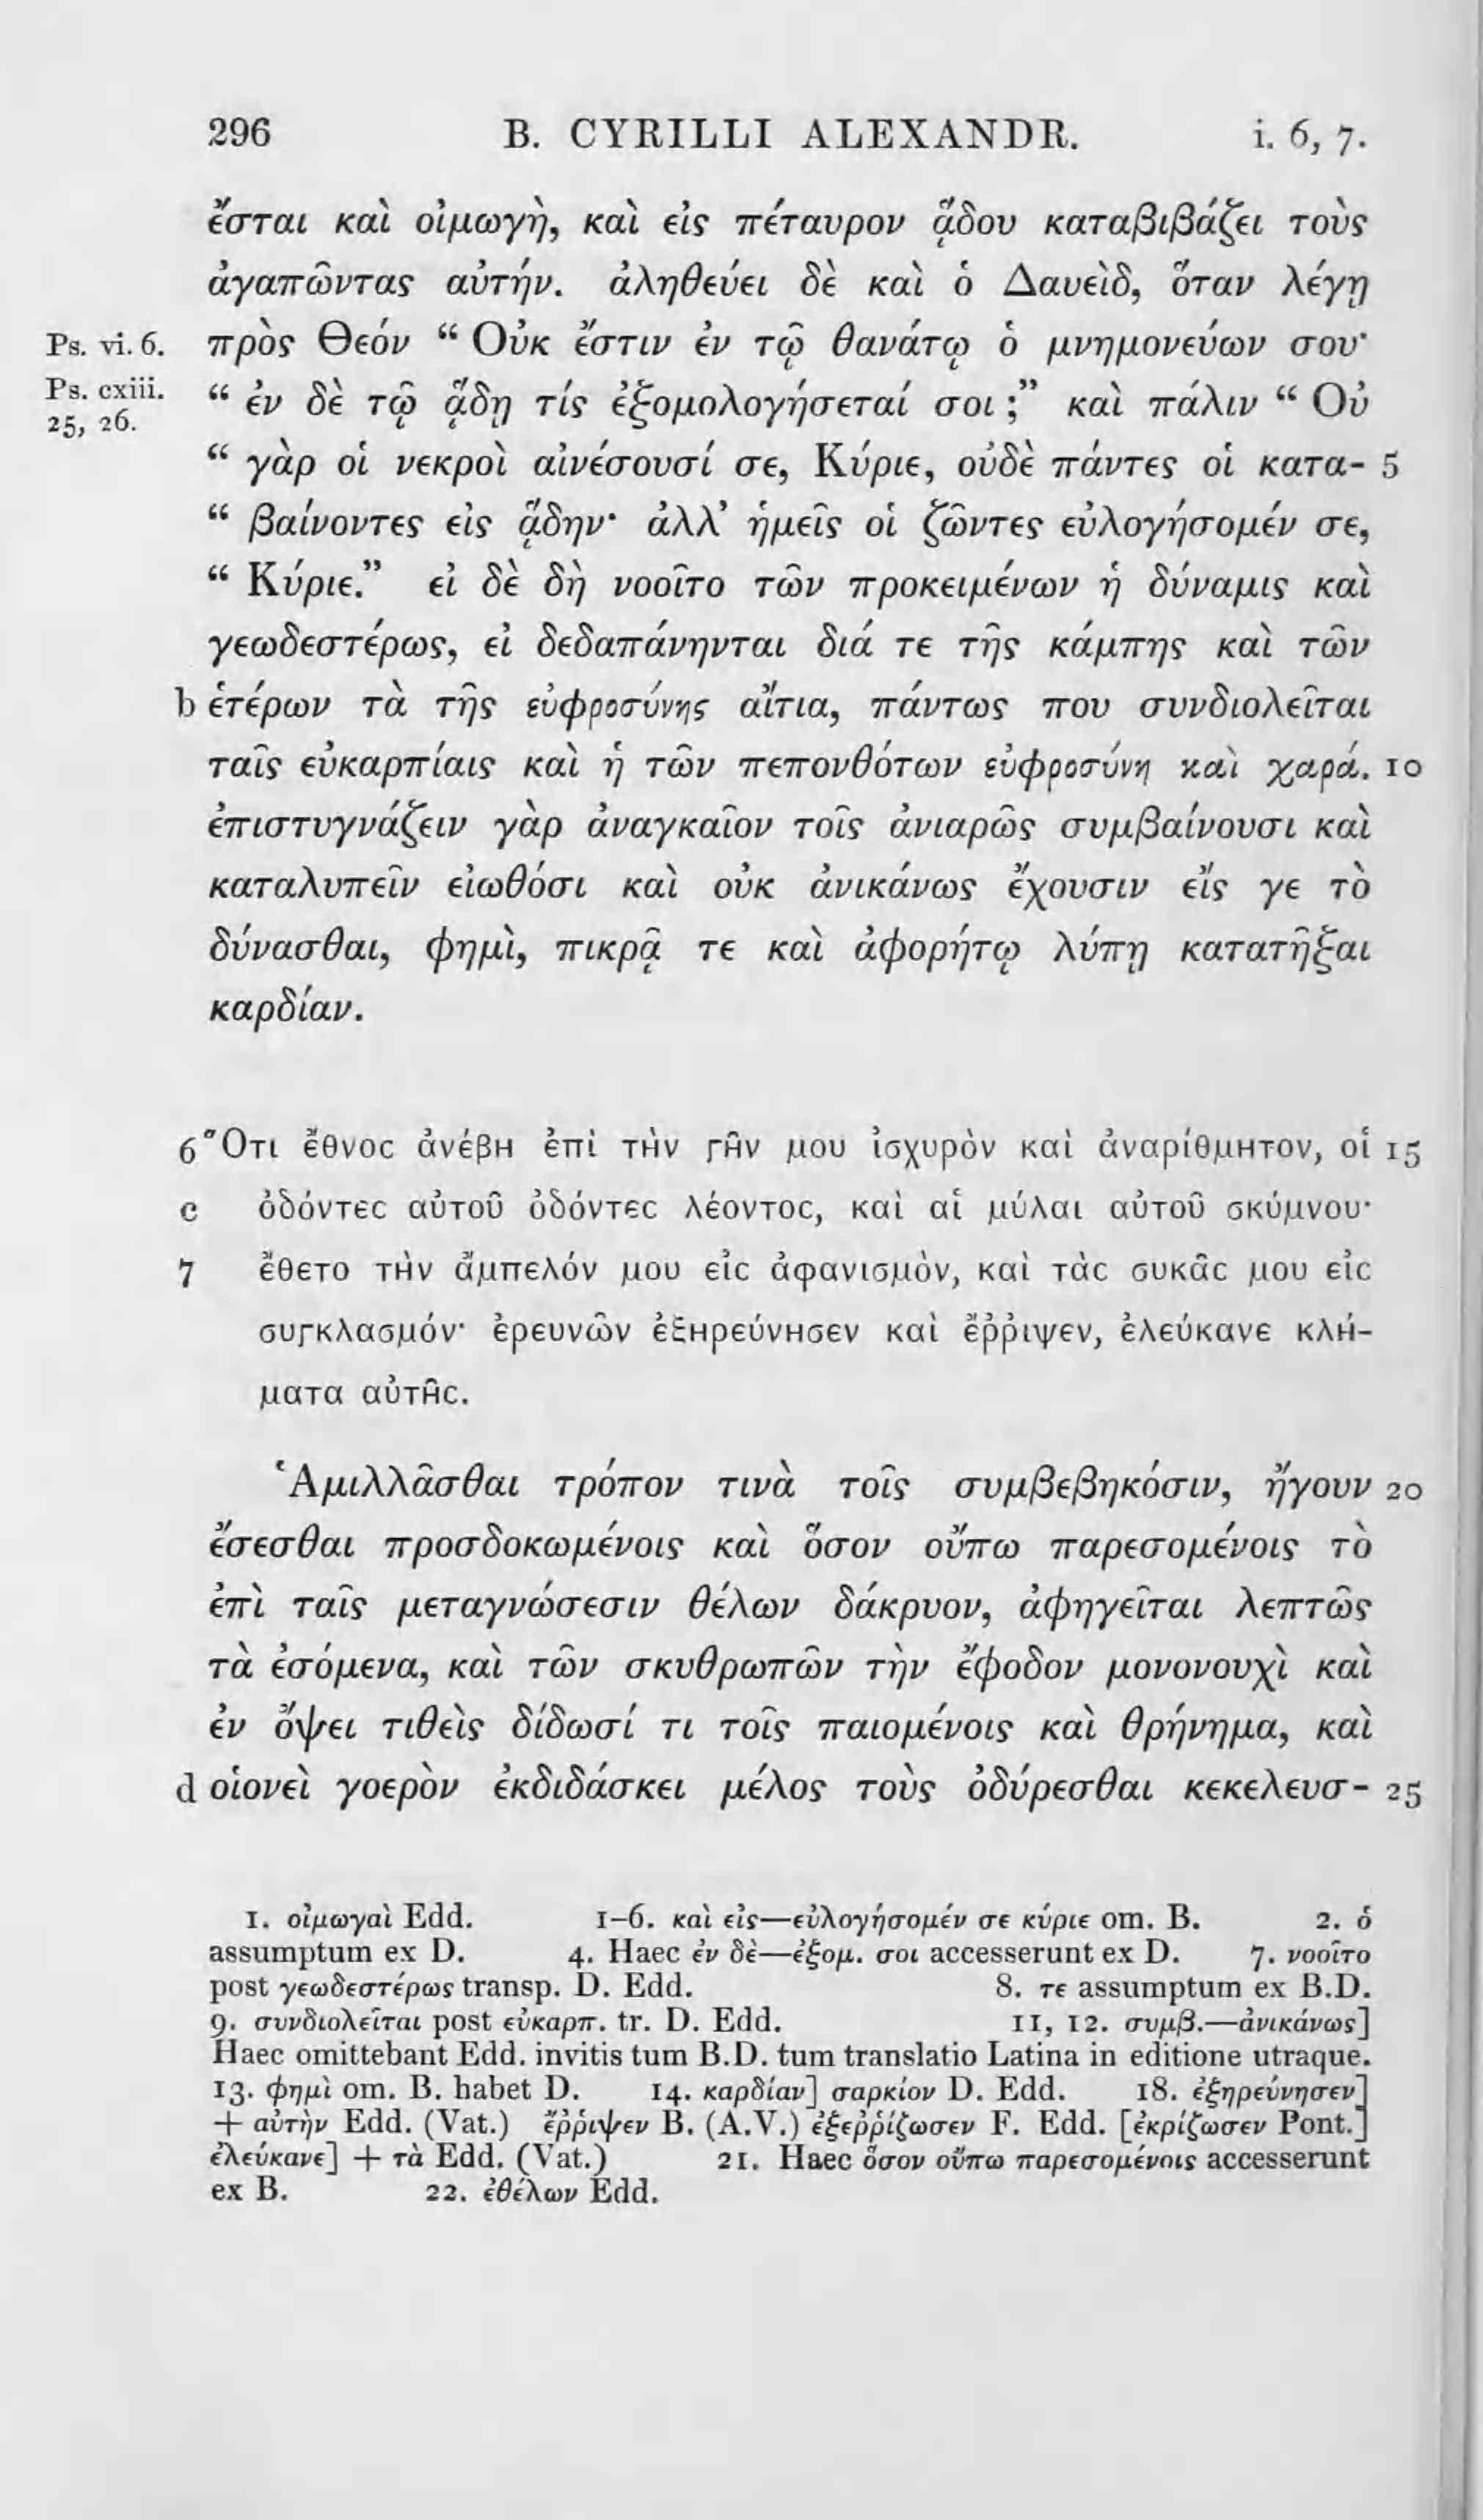 296 B. CYRILLI ALEXANDR. i. 6, 7.
ἔσται καὶ οἰμωγὴ, καὶ εἰς πέταυρον ᾅδου καταβιβάζει τοὺς
ἀγαπῶντας αὐτήν. ἀληθεύει δὲ καὶ ὁ Δαυεὶδ, ὅταν λέγῃ
Ps. vi. 6. πρὸς Θεόν “ Οὐκ ἔστιν ἐν τῷ θανάτῳ ὁ μνημονεύων σου·
Ps. cxiii. 25, 26. “ ἐν δὲ τῷ ᾅδῃ τίς ἐξομολογήσεταί σοι ;” καὶ πάλιν “ Οὐ
“ γὰρ οἱ νεκροὶ αἰνέσουσί σε, Κύριε, οὐδὲ πάντες οἱ κατα- 5
“ βαίνοντες εἰς ᾅδην· ἀλλ’ ἡμεῖς οἱ ζῶντες εὐλογήσομέν σε,
“ Κύριε.” εἰ δὲ δὴ νοοῖτο τῶν προκειμένων ἡ δύναμις καὶ
γεωδεστέρως, εἰ δεδαπάνηνται διά τε τῆς κάμπης καὶ τῶν
b ἑτέρων τὰ τῆς εὐφροσύνης αἴτια, πάντως που συνδιολεῖται
ταῖς εὐκαρπίαις καὶ ἡ τῶν πεπονθότων εὐφροσύνη καὶ χαρά. 10
ἐπιστυγνάζειν γὰρ ἀναγκαῖον τοῖς ἀνιαρῶς συμβαίνουσι καὶ
καταλυπεῖν εἰωθόσι καὶ οὐκ ἀνικάνως ἔχουσιν εἴς γε τὸ
δύνασθαι, φημὶ, πικρᾷ τε καὶ ἀφορήτῳ λύπῃ κατατῆξαι
καρδίαν.
6 Ὅτι ἔθνος ἀνέβη ἐπὶ τὴν γῆν μου ἰσχυρὸν καὶ ἀναρίθμητον, οἱ 15
c ὀδόντες αὐτοῦ ὀδόντες λέοντος, καὶ αἱ μύλαι αὐτοῦ σκύμνου·
7 ἔθετο τὴν ἄμπελόν μου εἰς ἀφανισμὸν, καὶ τὰς συκᾶς μου εἰς
συγκλασμόν· ἐρευνῶν ἐξηρεύνησεν καὶ ἔῤῥιψεν, ἐλεύκανε κλή-
ματα αὐτῆς.
Ἁμιλλᾶσθαι τρόπον τινὰ τοῖς συμβεβηκόσιν, ἤγουν 20
ἔσεσθαι προσδοκωμένοις καὶ ὅσον οὔπω παρεσομένοις τὸ
ἐπὶ ταῖς μεταγνώσεσιν θέλων δάκρυον, ἀφηγεῖται λεπτῶς
τὰ ἐσόμενα, καὶ τῶν σκυθρωπῶν τὴν ἔφοδον μονονουχὶ καὶ
ἐν ὄψει τιθεὶς δίδωσί τι τοῖς παιομένοις καὶ θρήνημα, καὶ
d οἱονεὶ γοερὸν ἐκδιδάσκει μέλος τοὺς ὀδύρεσθαι κεκελευσ- 25
1. οἰμωγαὶ Edd. 1–6. καὶ εἰς—εὐλογήσομέν σε κύριε om. B. 2. ὁ
assumptum ex D. 4. Haec ἐν δὲ—ἐξομ. σοι accesserunt ex D. 7. νοοῖτο
post γεωδεστέρως transp. D. Edd. 8. τε assumptum ex B.D.
9. συνδιολεῖται post εὐκαρπ. tr. D. Edd. 11, 12. συμβ.—ἀνικάνως]
Haec omittebant Edd. invitis tum B.D. tum translatio Latina in editione utraque.
13. φημὶ om. B. habet D. 14. καρδίαν] σαρκίον D. Edd. 18. ἐξηρεύνησεν]
+ αὐτὴν Edd. (Vat.) ἔῤῥιψεν B. (A.V.) ἐξεῤῥίζωσεν F. Edd. [ἐκρίζωσεν Pont.]
ἐλεύκανε] + τὰ Edd. (Vat.) 21. Haec ὅσον οὔπω παρεσομένοις accesserunt
ex B. 22. ἐθέλων Edd.